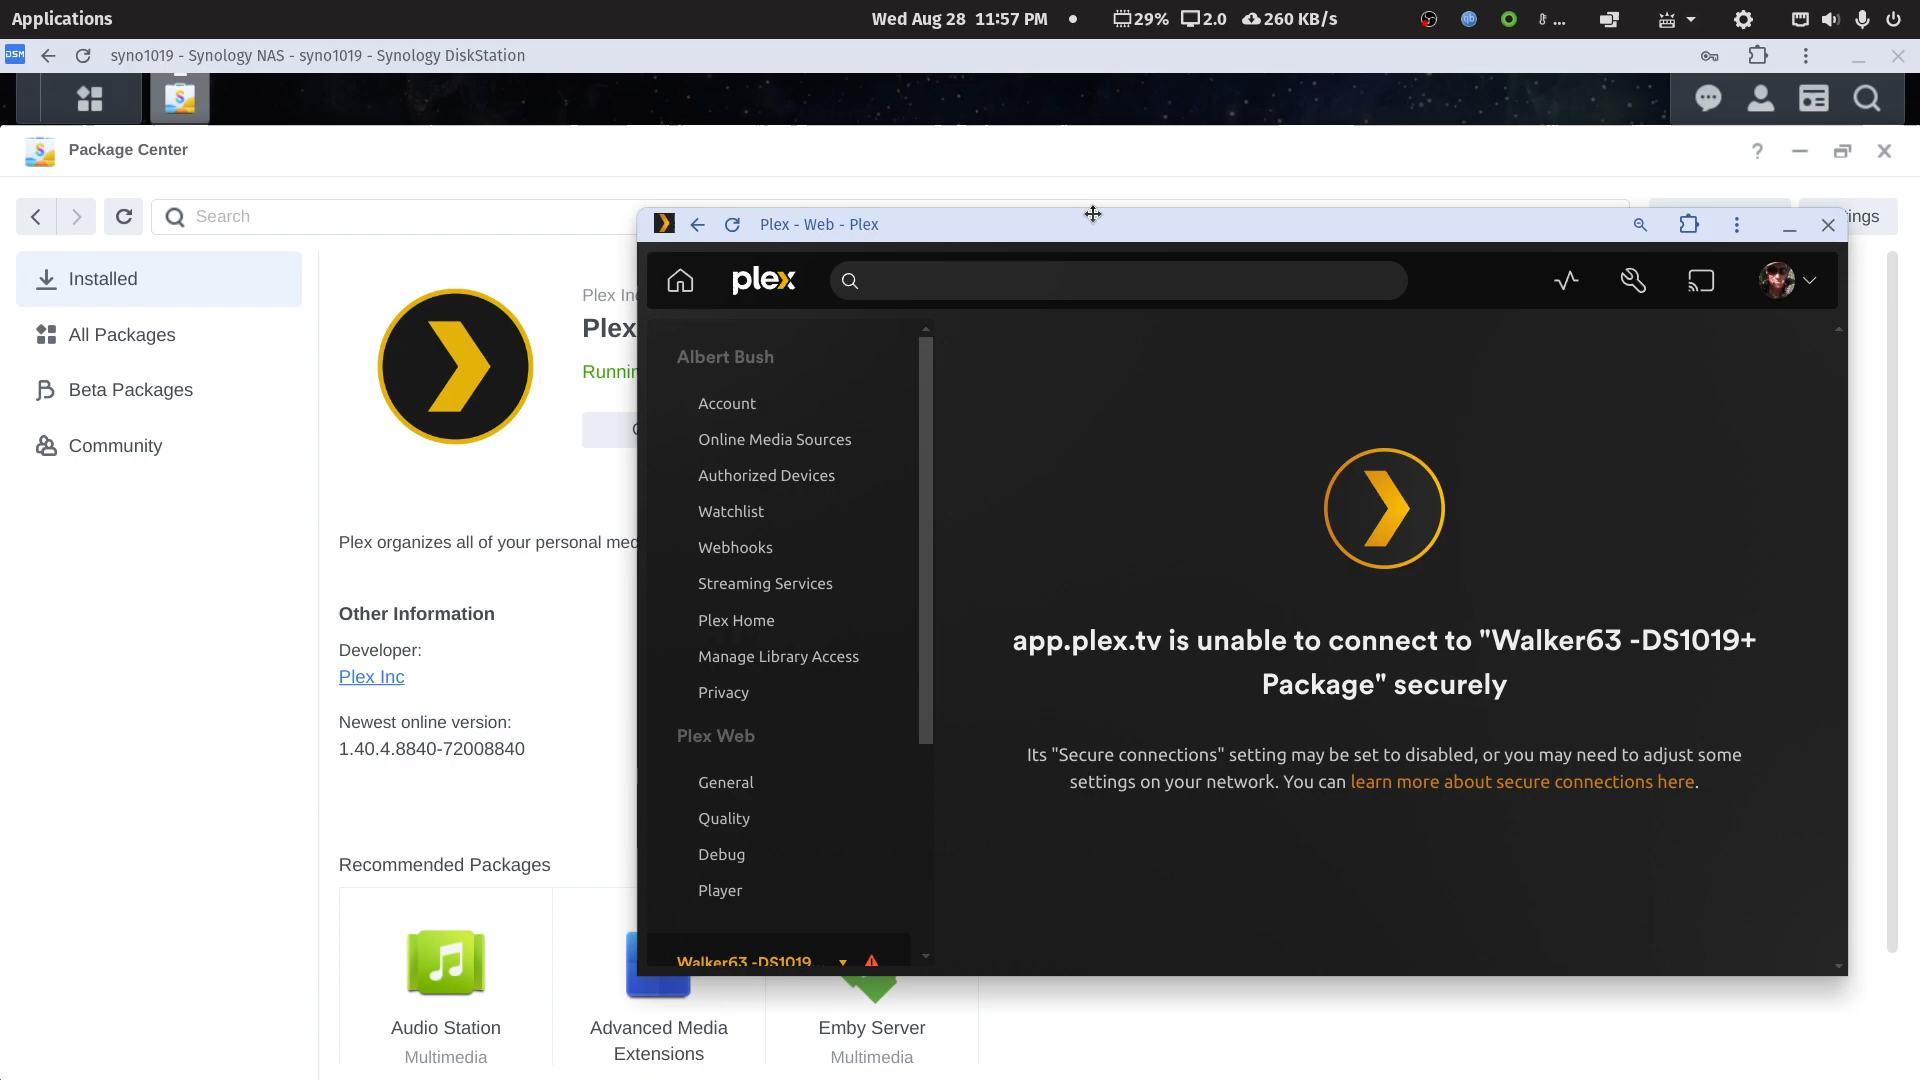 Applications
Wed Aug 28 11:57 PM
29% 2.0 260 KB/s
...
DSM
syno1019 - Synology NAS - syno1019 - Synology DiskStation
Package Center
?
Search
ings
Installed
All Packages
Beta Packages
Community
Plex Inc
Plex
Runnin
Plex organizes all of your personal med
Other Information
Developer:
Plex Inc
Newest online version:
1.40.4.8840-72008840
Recommended Packages
Audio Station
Multimedia
Advanced Media
Extensions
Emby Server
Multimedia
Plex - Web - Plex
plex
Albert Bush
Account
Online Media Sources
Authorized Devices
Watchlist
Webhooks
Streaming Services
Plex Home
Manage Library Access
Privacy
Plex Web
General
Quality
Debug
Player
Walker63 -DS1019...
app.plex.tv is unable to connect to "Walker63 -DS1019+
Package" securely
Its "Secure connections" setting may be set to disabled, or you may need to adjust some
settings on your network. You can learn more about secure connections here.